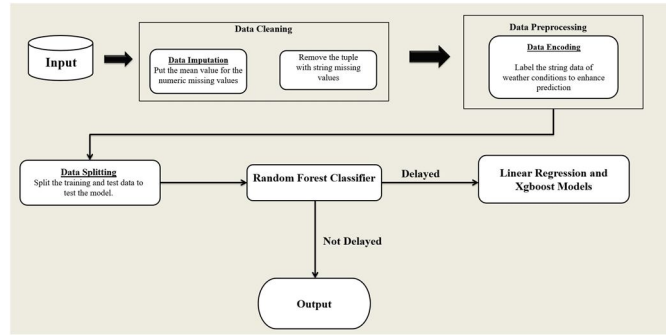 Data Cleaning
Input
Data Imputation
Put the mean value for the
numeric missing values
Remove the tuple
with string missing
values
Data Preprocessing
Data Encoding
Label the string data of
weather conditions to enhance
prediction
Data Splitting
Split the training and test data to
test the model.
Random Forest Classifier
Delayed
Linear Regression and
Xgboost Models
Not Delayed
Output